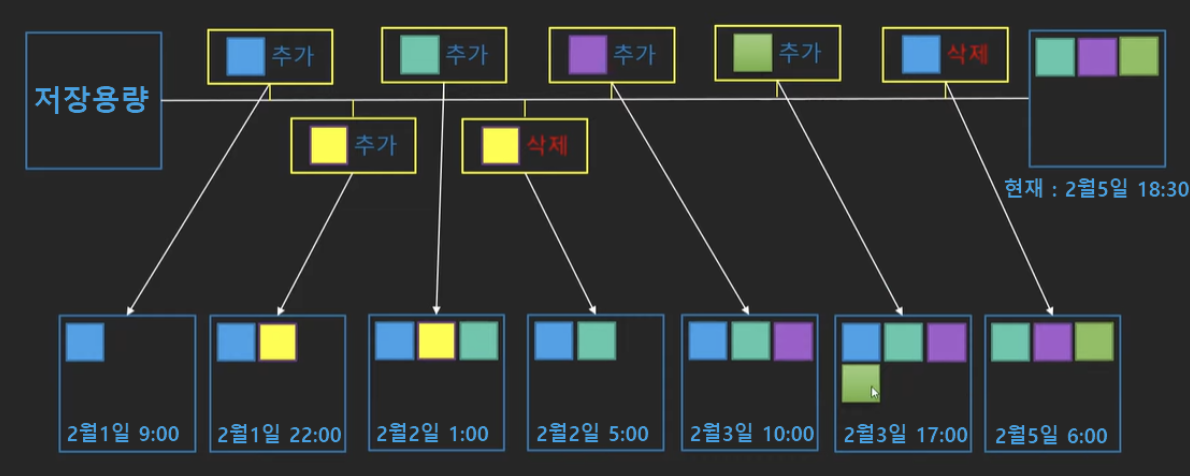 저장용량
추가
추가
추가
추가
삭제
추가
삭제
현재 : 2월5일 18:30
2월1일 9:00
2월1일 22:00
2월2일 1:00
2월2일 5:00
2월3일 10:00
2월3일 17:00
2월5일 6:00